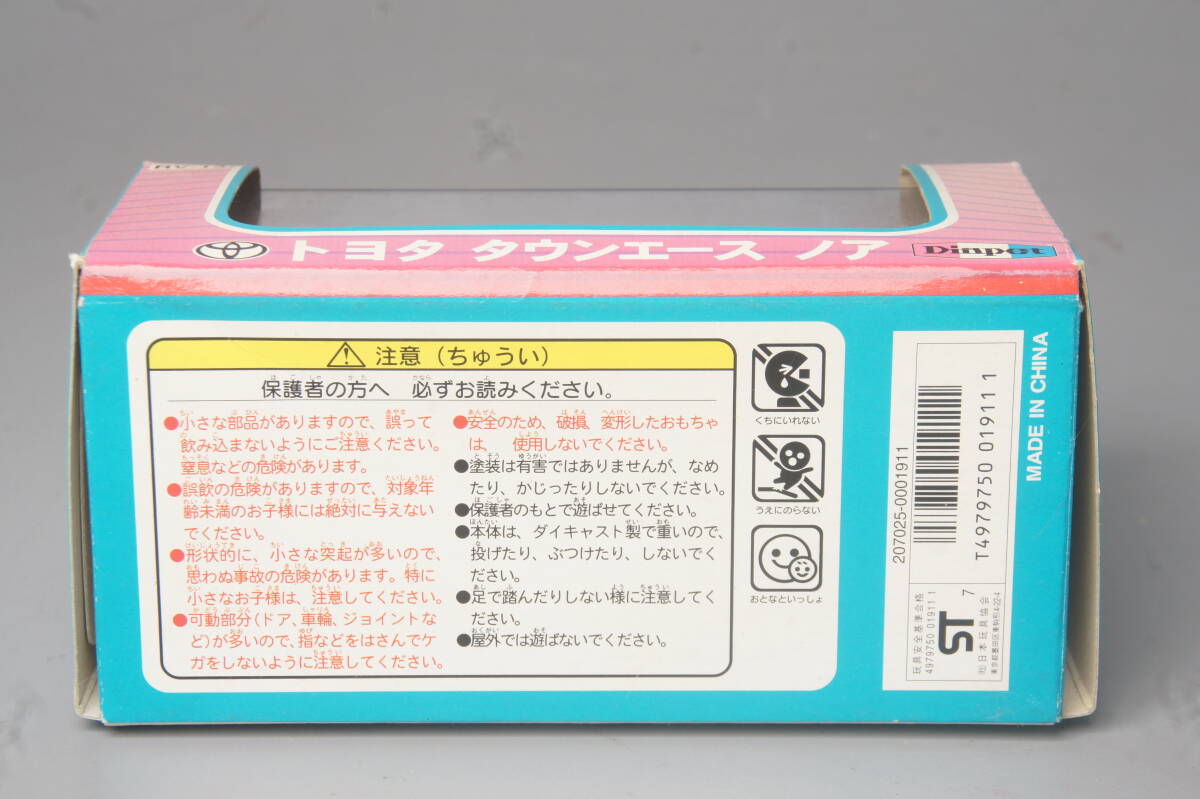 トヨタ タウンエース ノア
Diapet
注意(ちゅうい)
保護者の方へ 必ずお読みください。
●小さな部品がありますので、誤って
飲み込まないようにご注意ください。
窒息などの危険があります。
●誤飲の危険がありますので、対象年
齢未満のお子様には絶対に与えない
でください。
●形状的に、小さな突起が多いので、
思わぬ事故の危険があります。特に
小さなお子様は、注意してください。
●可動部分(ドア、車輪、ジョイントな
ど)が多いので、指などをはさんでケ
ガをしないように注意してください。
●安全のため、破損、変形したおもちゃ
は、使用しないでください。
●塗装は有害ではありませんが、なめ
たり、かじったりしないでください。
●保護者のもとで遊ばせてください。
●本体は、ダイキャスト製で重いので、
投げたり、ぶつけたり、しないでく
ださい。
●足で踏んだりしない様に注意してく
ださい。
●屋外では遊ばないでください。
くちにいれない
うえにのらない
おとなといっしょ
207025-0001911
T4979750 019111
MADE IN CHINA
玩具安全基準合格
4979750 019111 1
ST 7
(社)日本玩具協会
東京都墨田区東駒形4-22-4